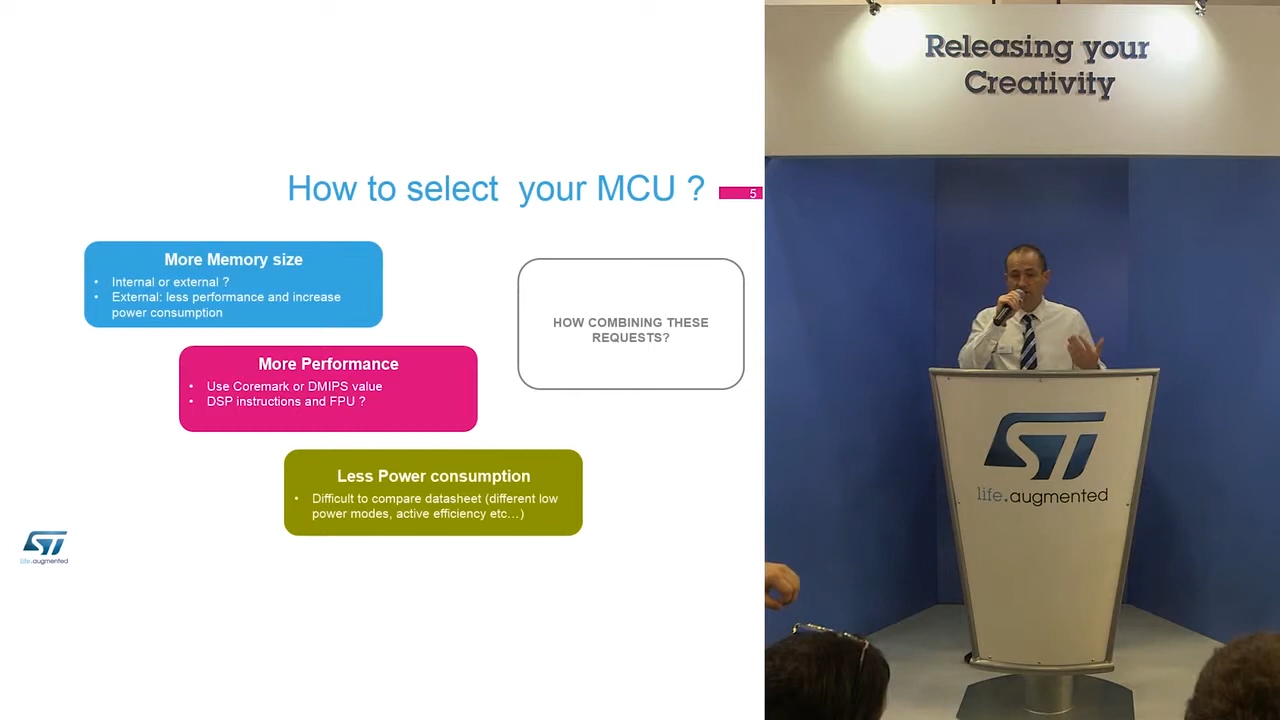 How to select  your MCU ?
5
More Memory size
• Internal or external ?
• External: less performance and increase
power consumption
More Performance
• Use Coremark or DMIPS value
• DSP instructions and FPU ?
Less Power consumption
• Difficult to compare datasheet (different low
power modes, active efficiency etc…)
HOW COMBINING THESE
REQUESTS?
ST
life.augmented
Releasing your
Creativity
ST
life.augmented